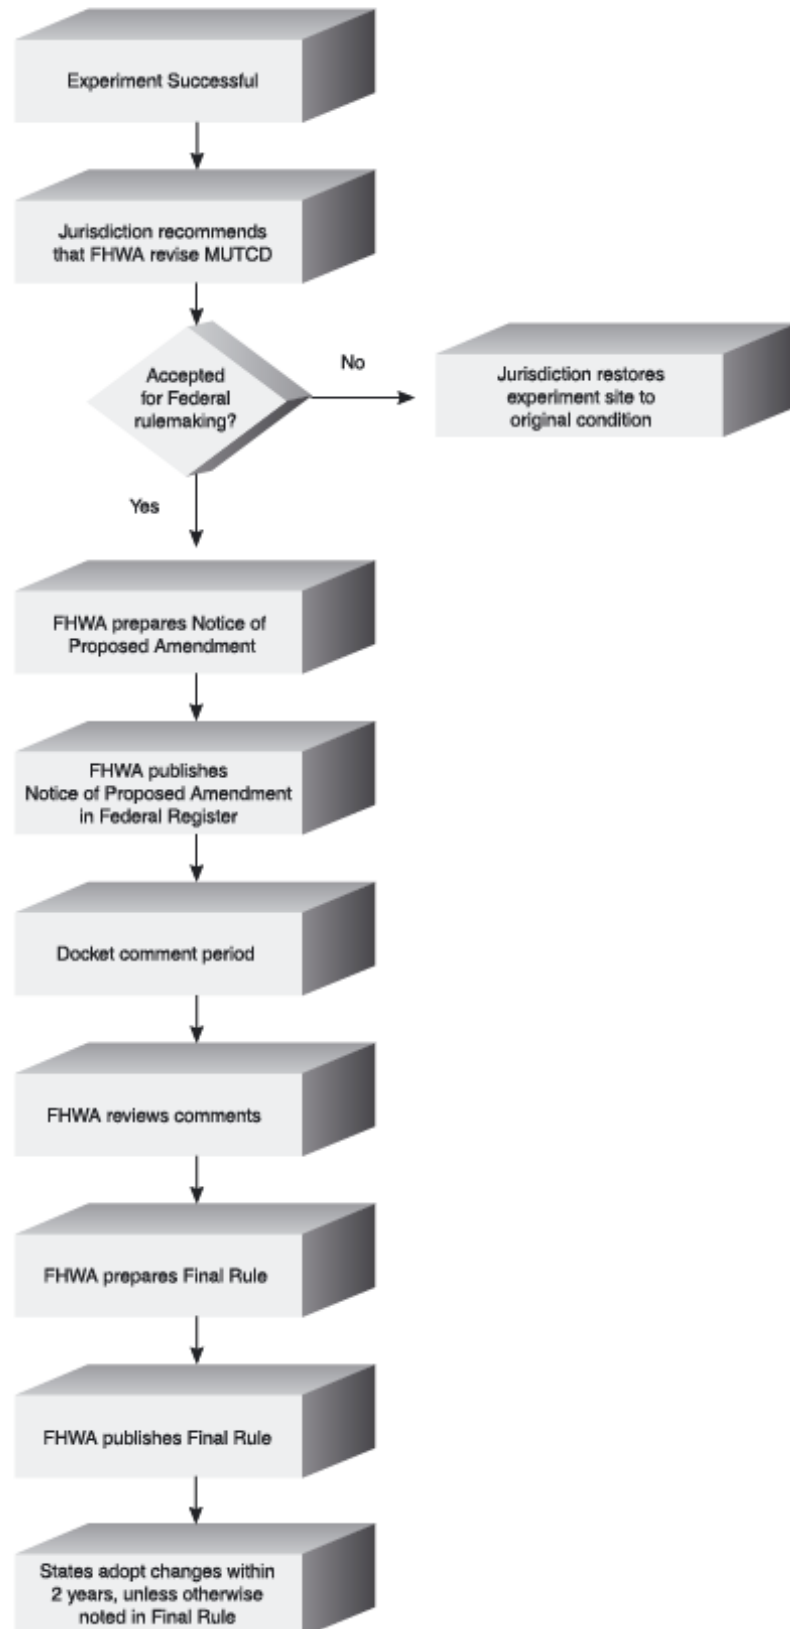 Experiment Successful
Jurisdiction recommends
that FHWA revise MUTCD
Accepted
for Federal
rulemaking?
No
Jurisdiction restores
experiment site to
original condition
Yes
FHWA prepares Notice of
Proposed Amendment
FHWA publishes
Notice of Proposed Amendment
in Federal Register
Docket comment period
FHWA reviews comments
FHWA prepares Final Rule
FHWA publishes Final Rule
States adopt changes within
2 years, unless otherwise
noted in Final Rule